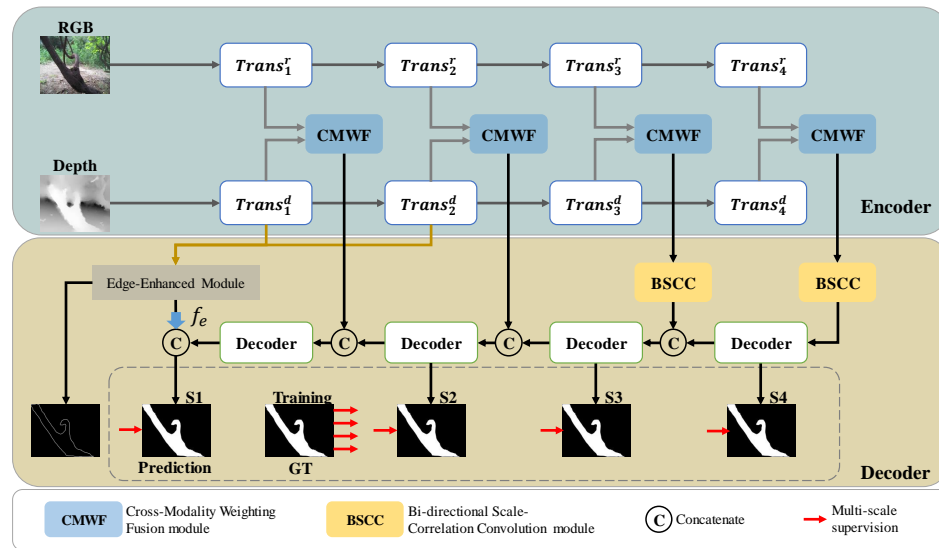 RGB
Trans₁ʳ
Trans₂ʳ
Trans₃ʳ
Trans₄ʳ
CMWF
CMWF
CMWF
CMWF
Depth
Trans₁ᵈ
Trans₂ᵈ
Trans₃ᵈ
Trans₄ᵈ
Encoder
Edge-Enhanced Module
BSCC
BSCC
fₑ
C
Decoder
C
Decoder
C
Decoder
C
Decoder
S1
Training
S2
S3
S4
Prediction
GT
Decoder
CMWF
Cross-Modality Weighting
Fusion module
BSCC
Bi-directional Scale-
Correlation Convolution module
C
Concatenate
Multi-scale
supervision